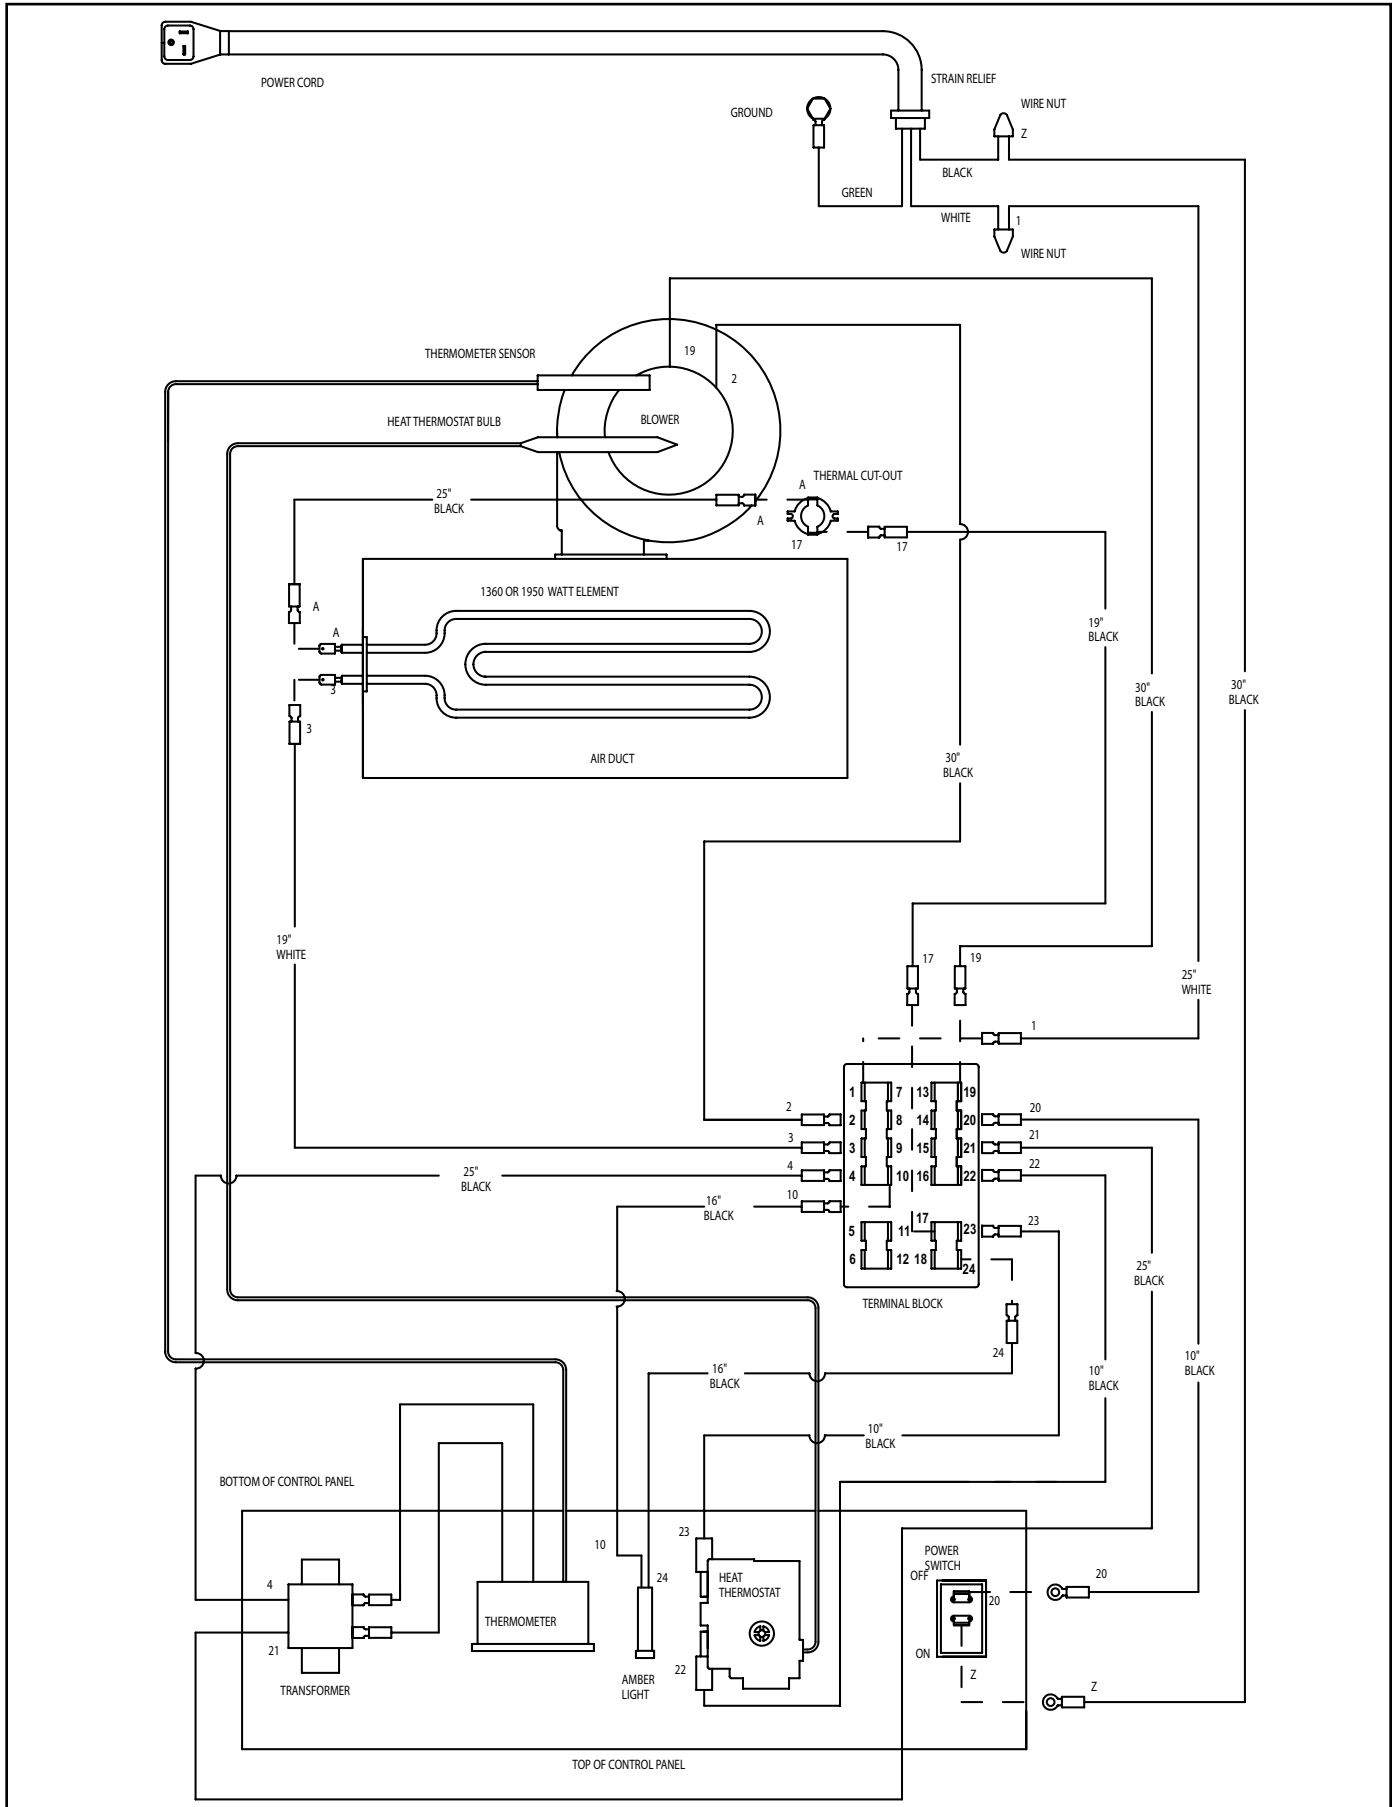 POWER CORD
STRAIN RELIEF
WIRE NUT
GROUND
Z
BLACK
GREEN
WHITE
1
WIRE NUT
THERMOMETER SENSOR
19
2
HEAT THERMOSTAT BULB
BLOWER
THERMAL CUT-OUT
A
25"
BLACK
A
17
17
1360 OR 1950 WATT ELEMENT
A
A
19"
BLACK
3
3
30"
BLACK
30"
BLACK
AIR DUCT
30"
BLACK
19"
WHITE
17
19
25"
WHITE
1
1 7 13 19
2
2 8 14 20
20
3
3 9 15 21
21
4
4 10 16 22
22
25"
BLACK
10
16"
BLACK
17
5 11 23
23
6 12 18 24
25"
BLACK
TERMINAL BLOCK
24
10"
BLACK
16"
BLACK
10"
BLACK
10"
BLACK
BOTTOM OF CONTROL PANEL
23
10
POWER
SWITCH
OFF
24
HEAT
THERMOSTAT
4
20
20
THERMOMETER
21
ON
22
AMBER
LIGHT
Z
Z
TRANSFORMER
TOP OF CONTROL PANEL